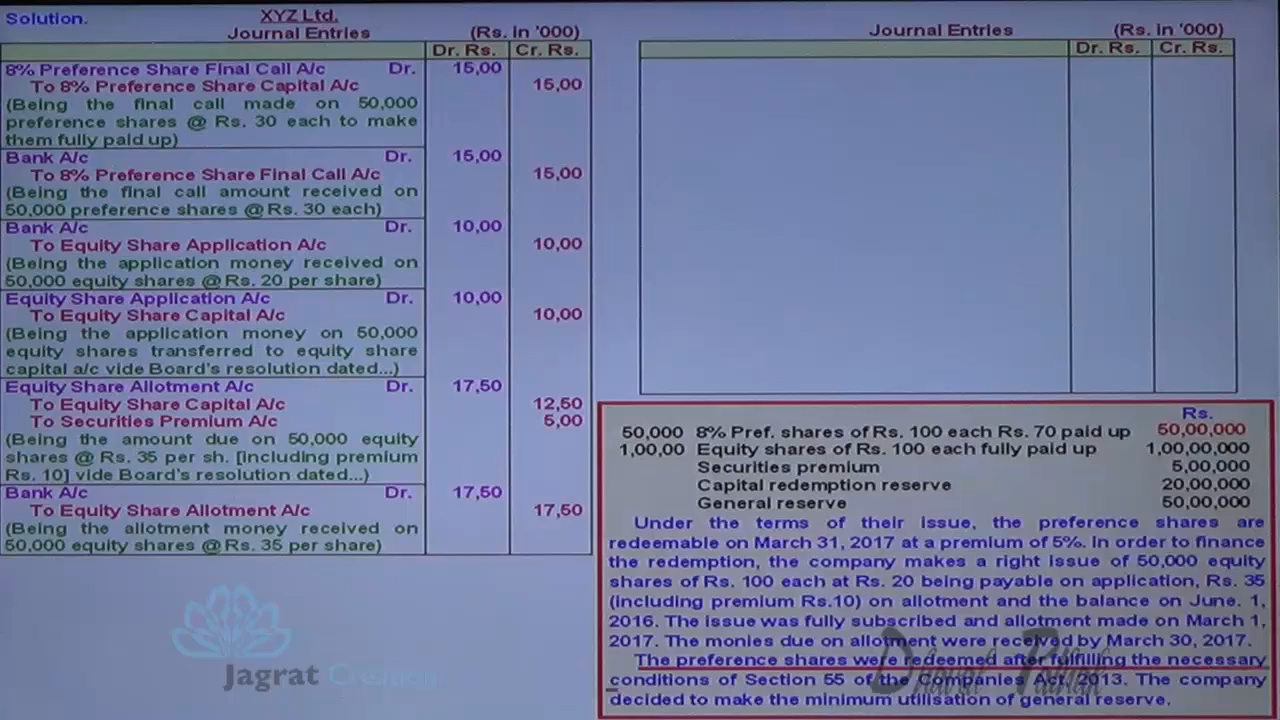 Solution.
XYZ Ltd.
Journal Entries (Rs. in '000)
Dr. Rs. Cr. Rs.
8% Preference Share Final Call A/c Dr. 15,00
To 8% Preference Share Capital A/c 15,00
(Being the final call made on 50,000
preference shares @ Rs. 30 each to make
them fully paid up)
Bank A/c Dr. 15,00
To 8% Preference Share Final Call A/c 15,00
(Being the final call amount received on
50,000 preference shares @ Rs. 30 each)
Bank A/c Dr. 10,00
To Equity Share Application A/c 10,00
(Being the application money received on
50,000 equity shares @ Rs. 20 per share)
Equity Share Application A/c Dr. 10,00
To Equity Share Capital A/c 10,00
(Being the application money on 50,000
equity shares transferred to equity share
capital a/c vide Board's resolution dated...)
Equity Share Allotment A/c Dr. 17,50
To Equity Share Capital A/c 12,50
To Securities Premium A/c 5,00
(Being the amount due on 50,000 equity
shares @ Rs. 35 per sh. [including premium
Rs. 10] vide Board's resolution dated...)
Bank A/c Dr. 17,50
To Equity Share Allotment A/c 17,50
(Being the allotment money received on
50,000 equity shares @ Rs. 35 per share)
Journal Entries (Rs. in '000)
Dr. Rs. Cr. Rs.
Rs.
50,000 8% Pref. shares of Rs. 100 each Rs. 70 paid up 50,00,000
1,00,00 Equity shares of Rs. 100 each fully paid up 1,00,00,000
Securities premium 5,00,000
Capital redemption reserve 20,00,000
General reserve 50,00,000
Under the terms of their issue, the preference shares are
redeemable on March 31, 2017 at a premium of 5%. In order to finance
the redemption, the company makes a right issue of 50,000 equity
shares of Rs. 100 each at Rs. 20 being payable on application, Rs. 35
(including premium Rs.10) on allotment and the balance on June. 1,
2016. The issue was fully subscribed and allotment made on March 1,
2017. The monies due on allotment were received by March 30, 2017.
The preference shares were redeemed after fulfilling the necessary
conditions of Section 55 of the Companies Act, 2013. The company
decided to make the minimum utilisation of general reserve.
Jagrat
Dhaval